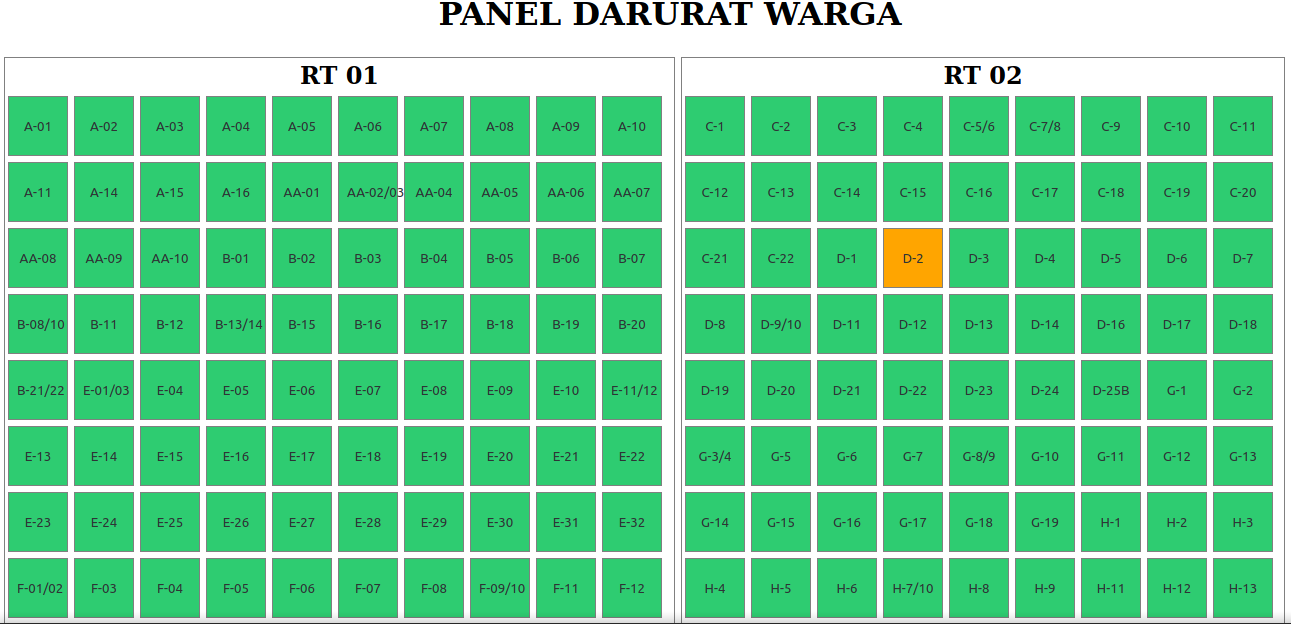 PANEL DARURAT WARGA
RT 01
A-01 A-02 A-03 A-04 A-05 A-06 A-07 A-08 A-09 A-10
A-11 A-14 A-15 A-16 AA-01 AA-02/03 AA-04 AA-05 AA-06 AA-07
AA-08 AA-09 AA-10 B-01 B-02 B-03 B-04 B-05 B-06 B-07
B-08/10 B-11 B-12 B-13/14 B-15 B-16 B-17 B-18 B-19 B-20
B-21/22 E-01/03 E-04 E-05 E-06 E-07 E-08 E-09 E-10 E-11/12
E-13 E-14 E-15 E-16 E-17 E-18 E-19 E-20 E-21 E-22
E-23 E-24 E-25 E-26 E-27 E-28 E-29 E-30 E-31 E-32
F-01/02 F-03 F-04 F-05 F-06 F-07 F-08 F-09/10 F-11 F-12
RT 02
C-1 C-2 C-3 C-4 C-5/6 C-7/8 C-9 C-10 C-11
C-12 C-13 C-14 C-15 C-16 C-17 C-18 C-19 C-20
C-21 C-22 D-1 D-2 D-3 D-4 D-5 D-6 D-7
D-8 D-9/10 D-11 D-12 D-13 D-14 D-16 D-17 D-18
D-19 D-20 D-21 D-22 D-23 D-24 D-25B G-1 G-2
G-3/4 G-5 G-6 G-7 G-8/9 G-10 G-11 G-12 G-13
G-14 G-15 G-16 G-17 G-18 G-19 H-1 H-2 H-3
H-4 H-5 H-6 H-7/10 H-8 H-9 H-11 H-12 H-13